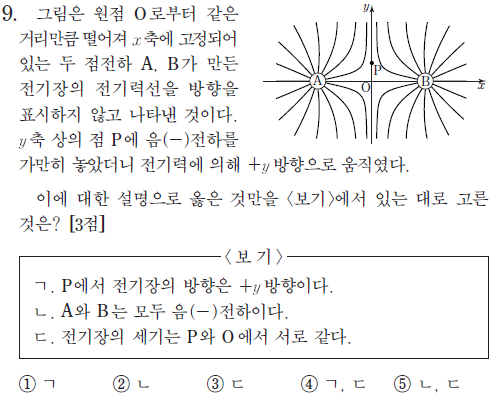 9. 그림은 원점 O로부터 같은
거리만큼 떨어져 x축에 고정되어
있는 두 점전하 A, B가 만든
전기장의 전기력선을 방향을
표시하지 않고 나타낸 것이다.
y축 상의 점 P에 음(-)전하를
가만히 놓았더니 전기력에 의해 +y방향으로 움직였다.
y
A
P
B
O
x
이에 대한 설명으로 옳은 것만을 <보기>에서 있는 대로 고른
것은? [3점]
<보기>
ㄱ. P에서 전기장의 방향은 +y방향이다.
ㄴ. A와 B는 모두 음(-)전하이다.
ㄷ. 전기장의 세기는 P와 O에서 서로 같다.
① ㄱ ② ㄴ ③ ㄷ ④ ㄱ, ㄷ ⑤ ㄴ, ㄷ